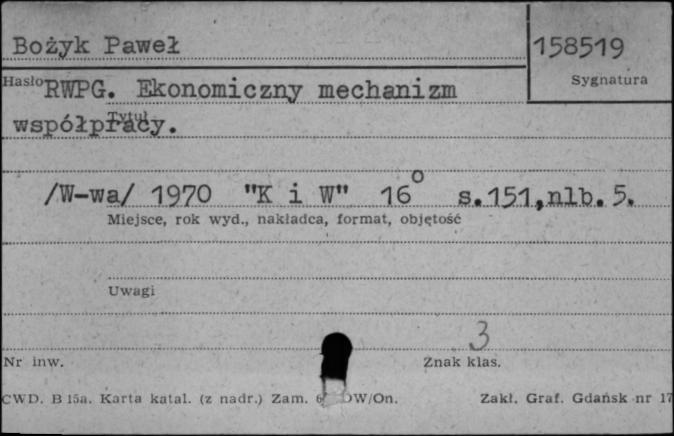 Bożyk Paweł
158519
Sygnatura
Hasło RWPG. Ekonomiczny mechanizm
współpracy.
Tytuł
/W-wa/ 1970 "K i W" 16° s.151,nlb.5.
Miejsce, rok wyd., nakładca, format, objętość
Uwagi
3
Nr inw.
Znak klas.
CWD. B 15a. Karta katal. (z nadr.) Zam. OW/On. Zakł. Graf. Gdańsk nr 17